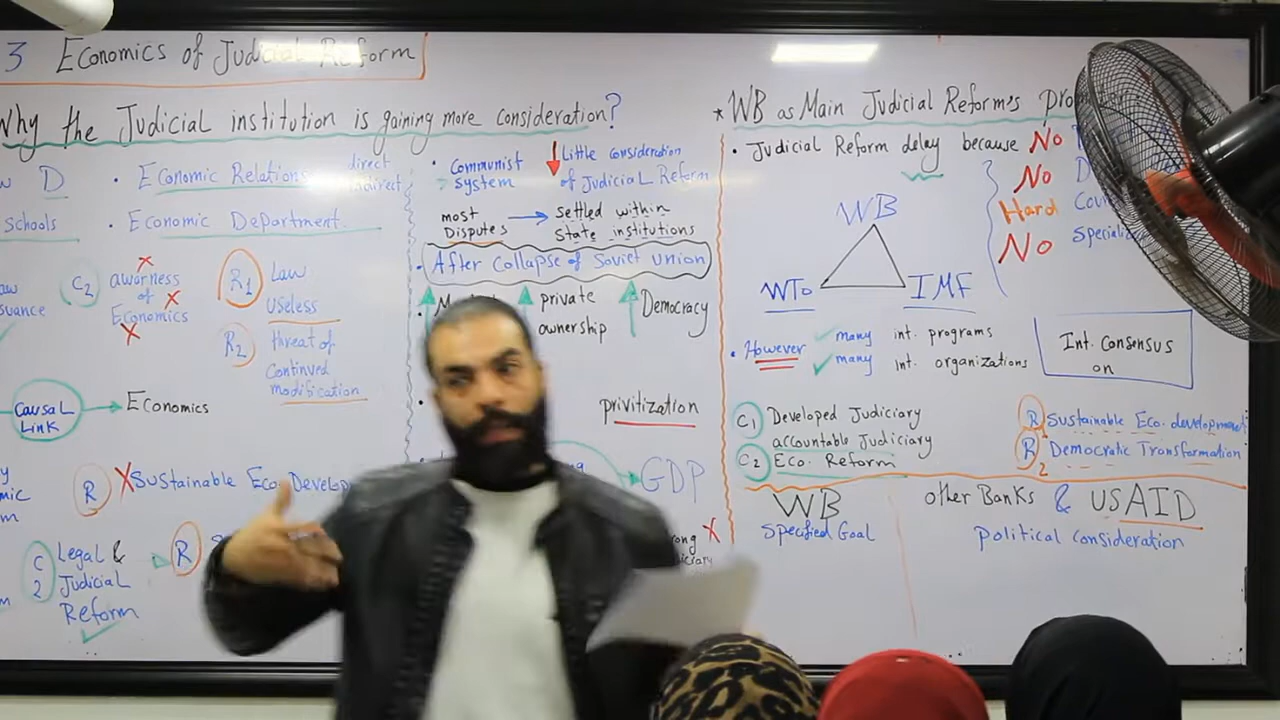 3 Economics of Judicial Reform
Why the Judicial institution is gaining more consideration?
D
Schools
• Economic Relations
direct
• Economic Department
C2
awarness
of
Economics
R1
Law
Useless
R2
threat of
Continued
modification
Causal
Link
Economics
R
X Sustainable Eco. Develop
C
2
Legal &
Judicial
Reform
R
• Communist
system
Little consideration
of Judicial Reform
most
Disputes
settled within
State institutions
• After Collapse of Soviet union
private
ownership
Democracy
privitization
GDP
* WB as Main Judicial Reform's
• Judicial Reform delay because No
No
Hard
No
WB
WTO
IMF
• However
many int. programs
many int. organizations
Int. Consensus
on
C1 Developed Judiciary
accountable Judiciary
C2 Eco. Reform
R1 Sustainable Eco. development
R2 Democratic Transformation
WB
Specified Goal
other Banks & USAID
Political consideration